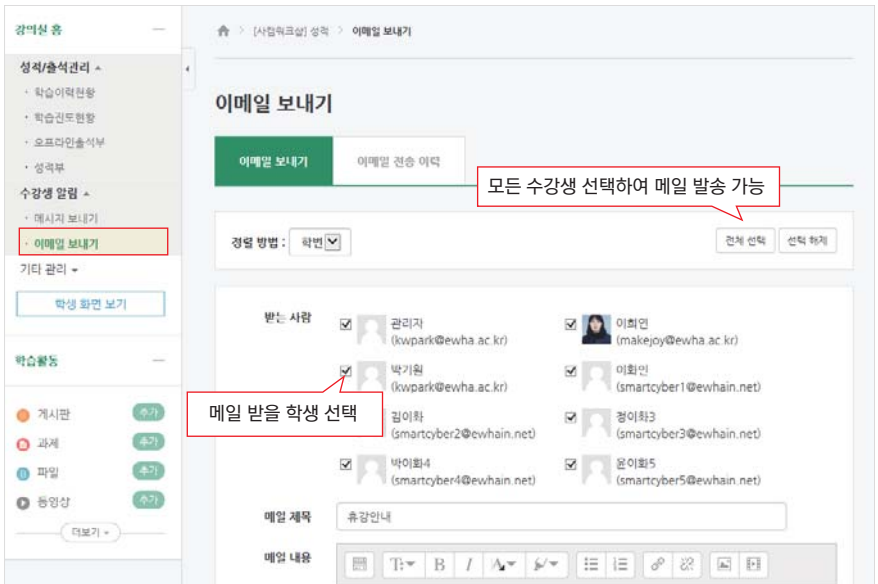 강의실 홈
[사립워크샵] 성적 > 이메일 보내기
성적/출석관리
· 학습이력현황
· 학습진도현황
· 오프라인출석부
· 성적부
수강생 알림
· 메시지 보내기
· 이메일 보내기
기타 관리
학생 화면 보기
학습활동
게시판 추가
과제 추가
파일 추가
동영상 추가
더보기
이메일 보내기
이메일 보내기 이메일 전송 이력
모든 수강생 선택하여 메일 발송 가능
정렬 방법 : 학번 전체 선택 선택 해제
받는 사람
관리자
(kwpark@ewha.ac.kr)
이희인
(makejoy@ewha.ac.kr)
박기원
(kwpark@ewha.ac.kr)
이화인
(smartcyber1@ewhain.net)
메일 받을 학생 선택
김이화
(smartcyber2@ewhain.net)
정이화3
(smartcyber3@ewhain.net)
박이화4
(smartcyber4@ewhain.net)
윤이화5
(smartcyber5@ewhain.net)
메일 제목 휴강안내
메일 내용
T B I A